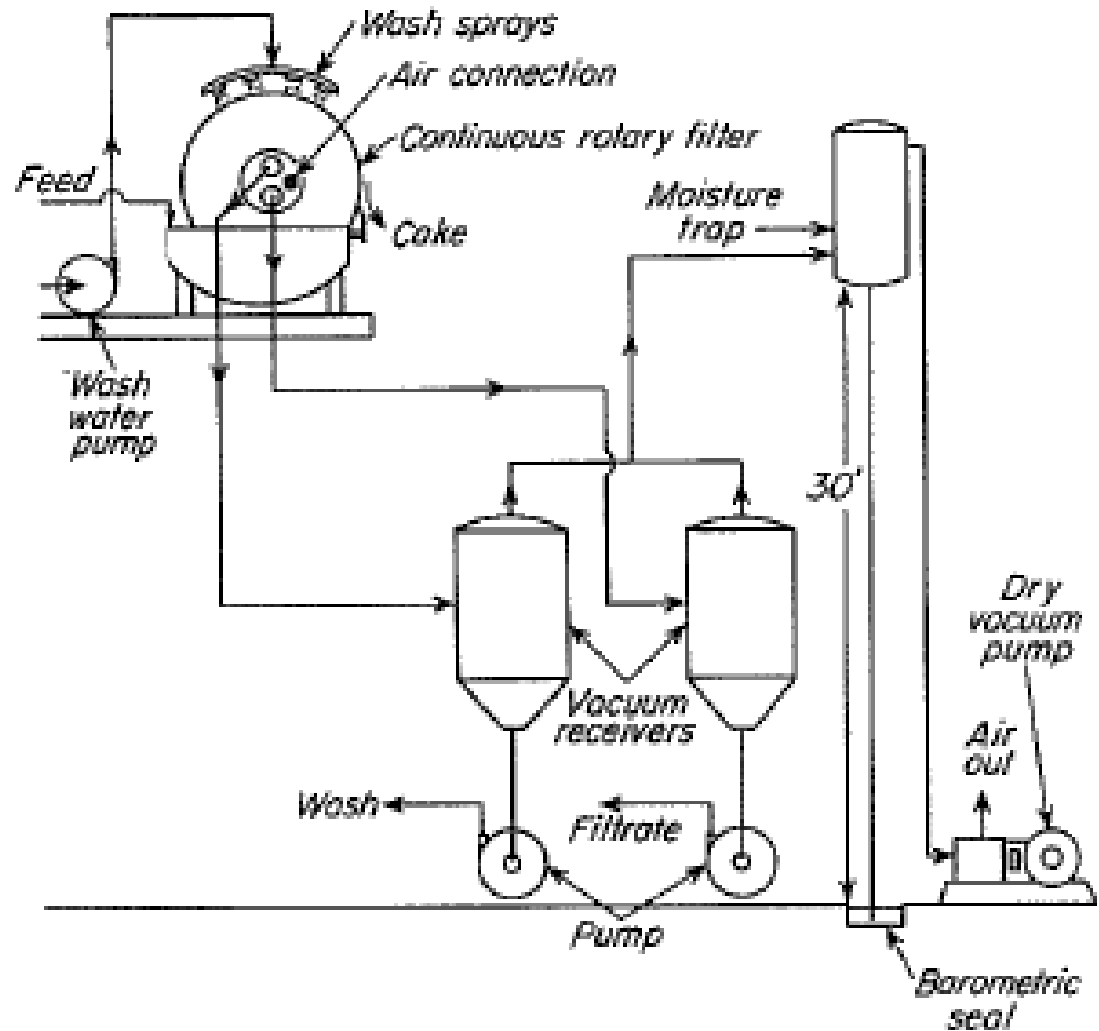 Wash sprays
Air connection
Continuous rotary filter
Feed
Cake
Moisture
trap
Wash
water
pump
30'
Dry
vacuum
pump
Vacuum
receivers
Air
out
Wash
Filtrate
Pump
Barometric
seal